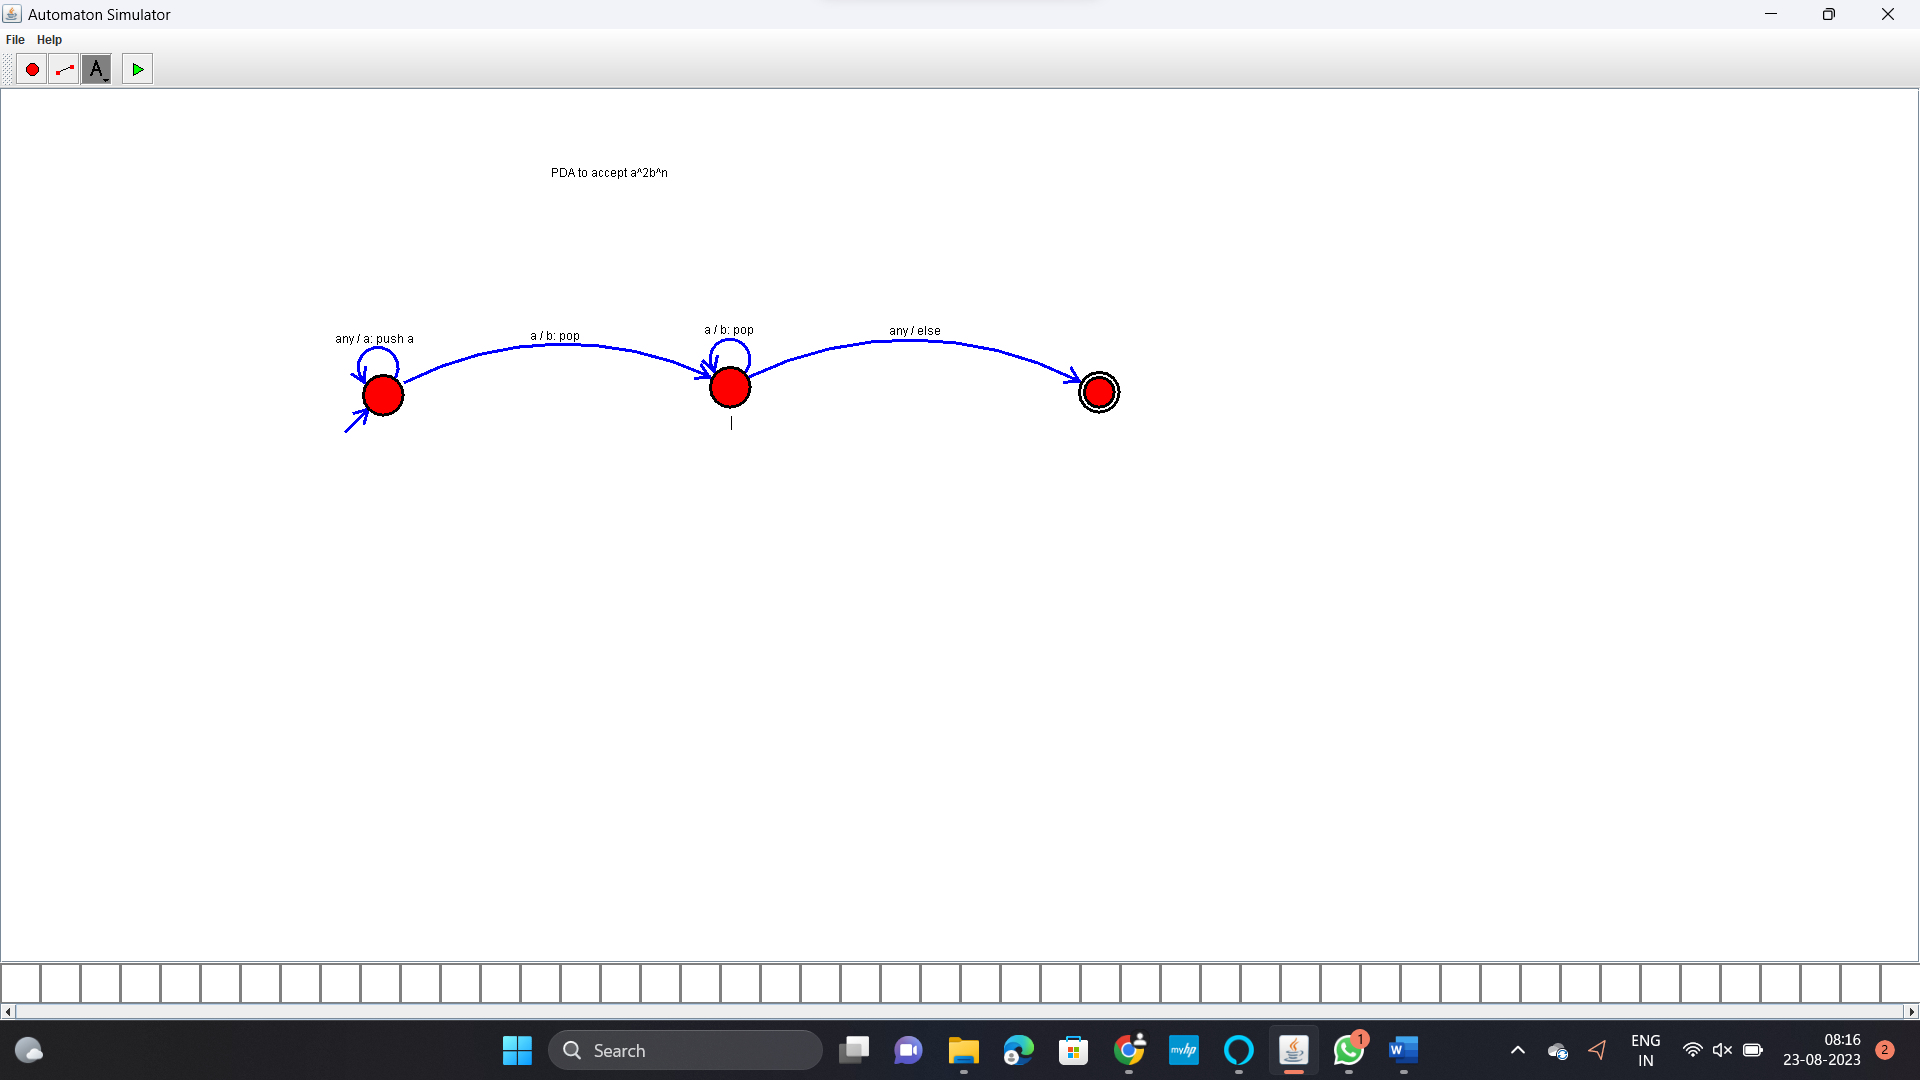 Automaton Simulator
File Help
A
PDA to accept a^2b^n
any / a: push a
a / b: pop
a / b: pop
any / else
Search
myhp
1
W
ENG
IN
08:16
23-08-2023
2